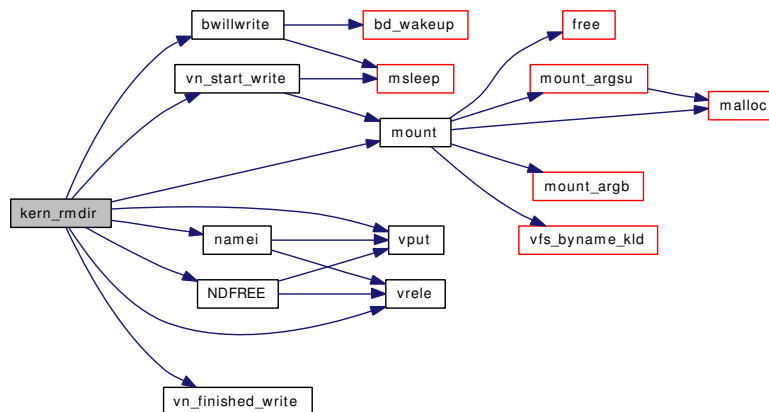 bwillwrite
bd_wakeup
free
vn_start_write
msleep
mount_argsu
malloc
mount
mount_argb
kern_rmdir
namei
vput
vfs_byname_kld
NDFREE
vrele
vn_finished_write